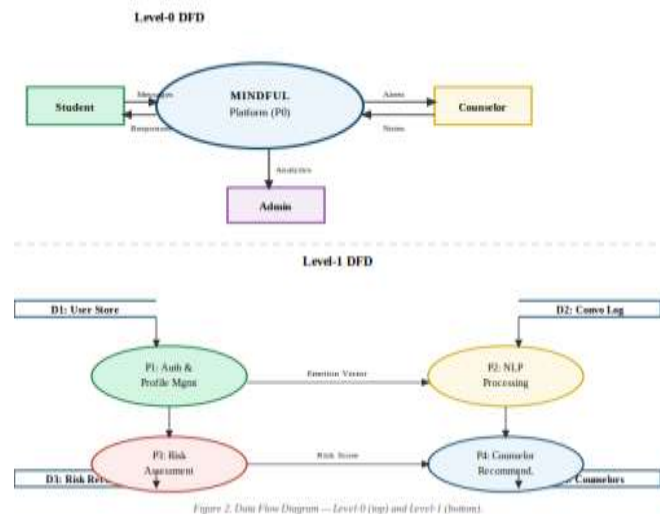 Level-0 DFD
Messages
Alerts
MINDFUL
Platform (P0)
Student
Counselor
Responses
Notes
Analytics
Admin
Level-1 DFD
D1: User Store
D2: Convo Log
P1: Auth &
Profile Mgmt
Emotion Vector
P2: NLP
Processing
P3: Risk
Assessment
Risk Score
P4: Counselor
Recommend.
D3: Risk
Counselors
Figure 2. Data Flow Diagram — Level-0 (top) and Level-1 (bottom).